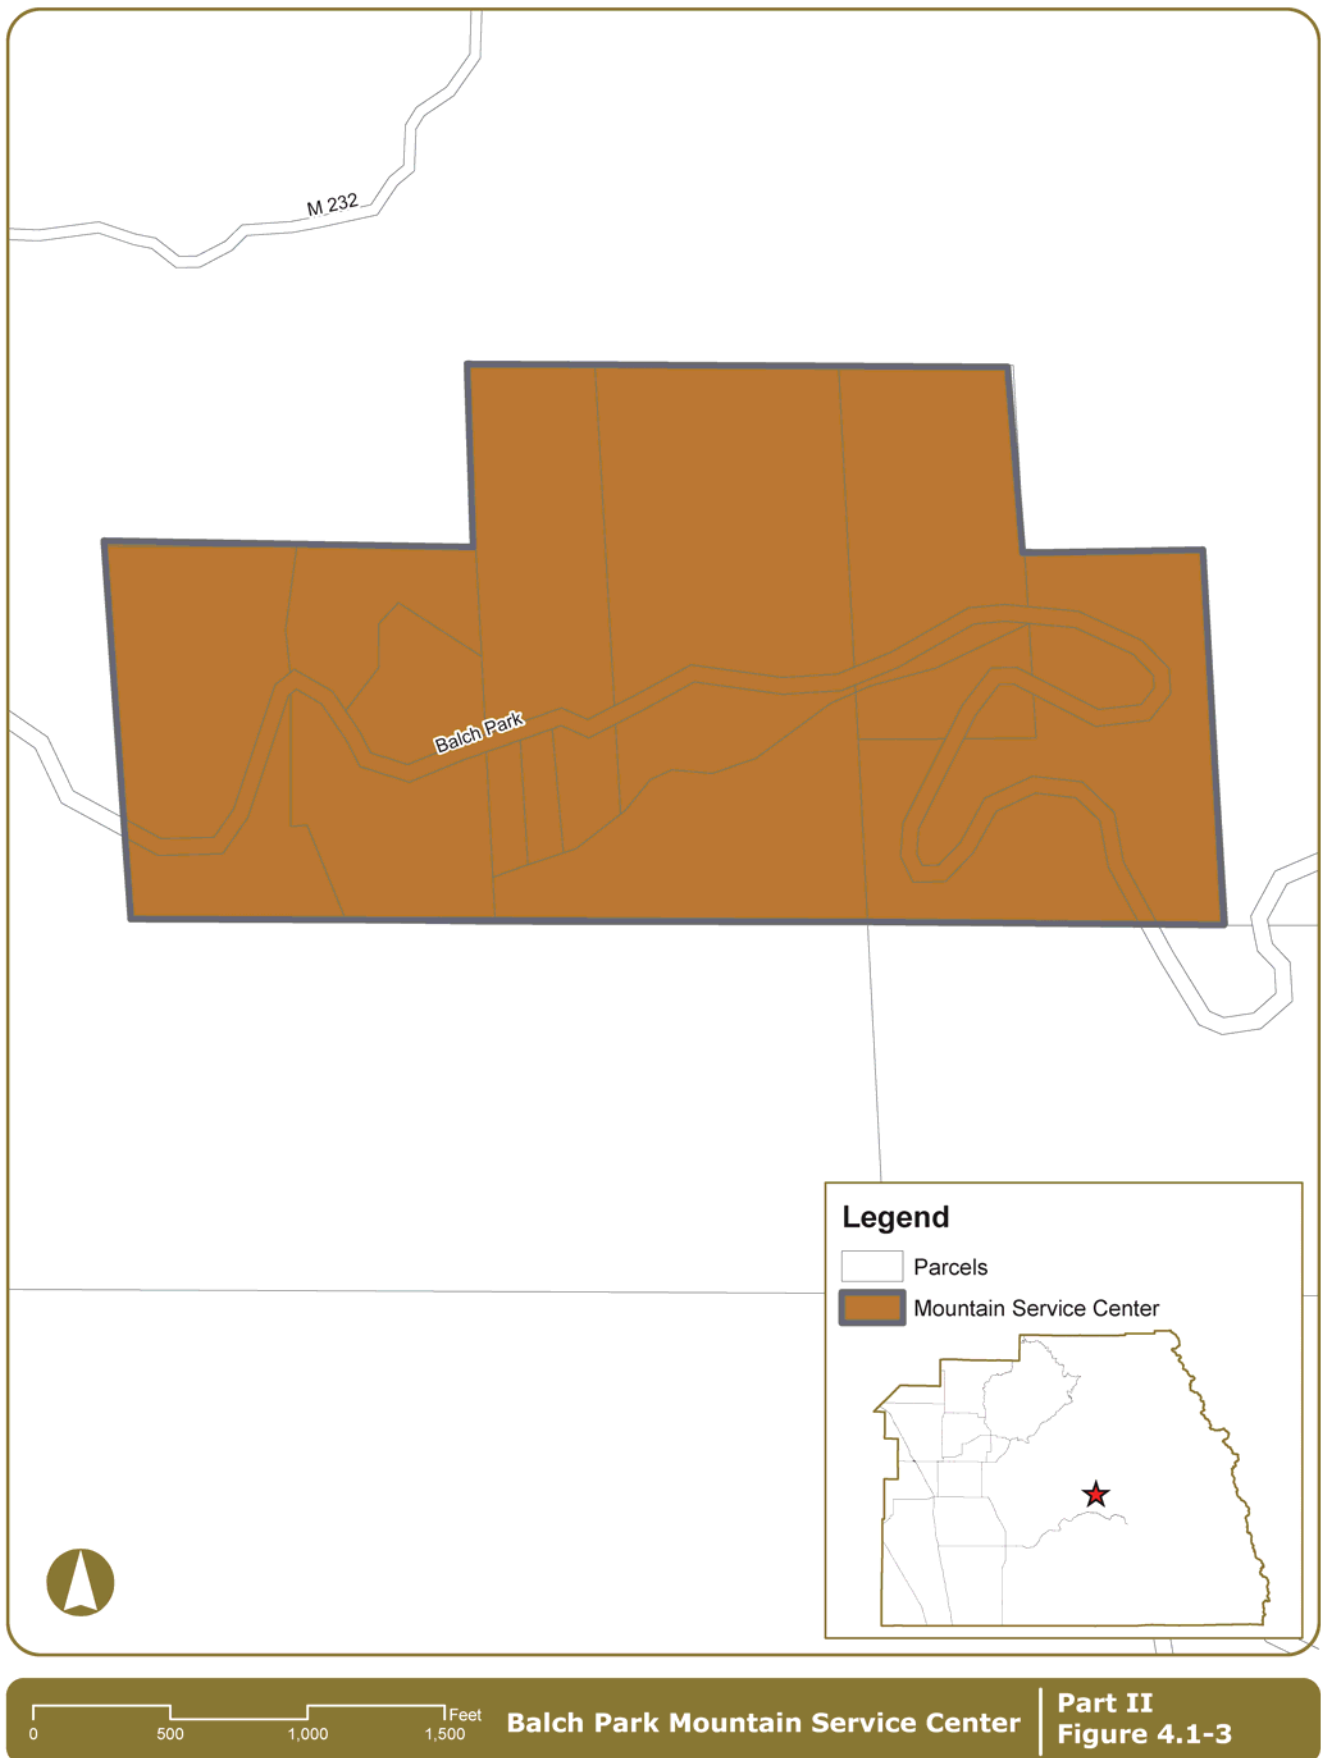 M 232
Balch Park
Legend
Parcels
Mountain Service Center
0 500 1,000 1,500 Feet
Balch Park Mountain Service Center
Part II
Figure 4.1-3